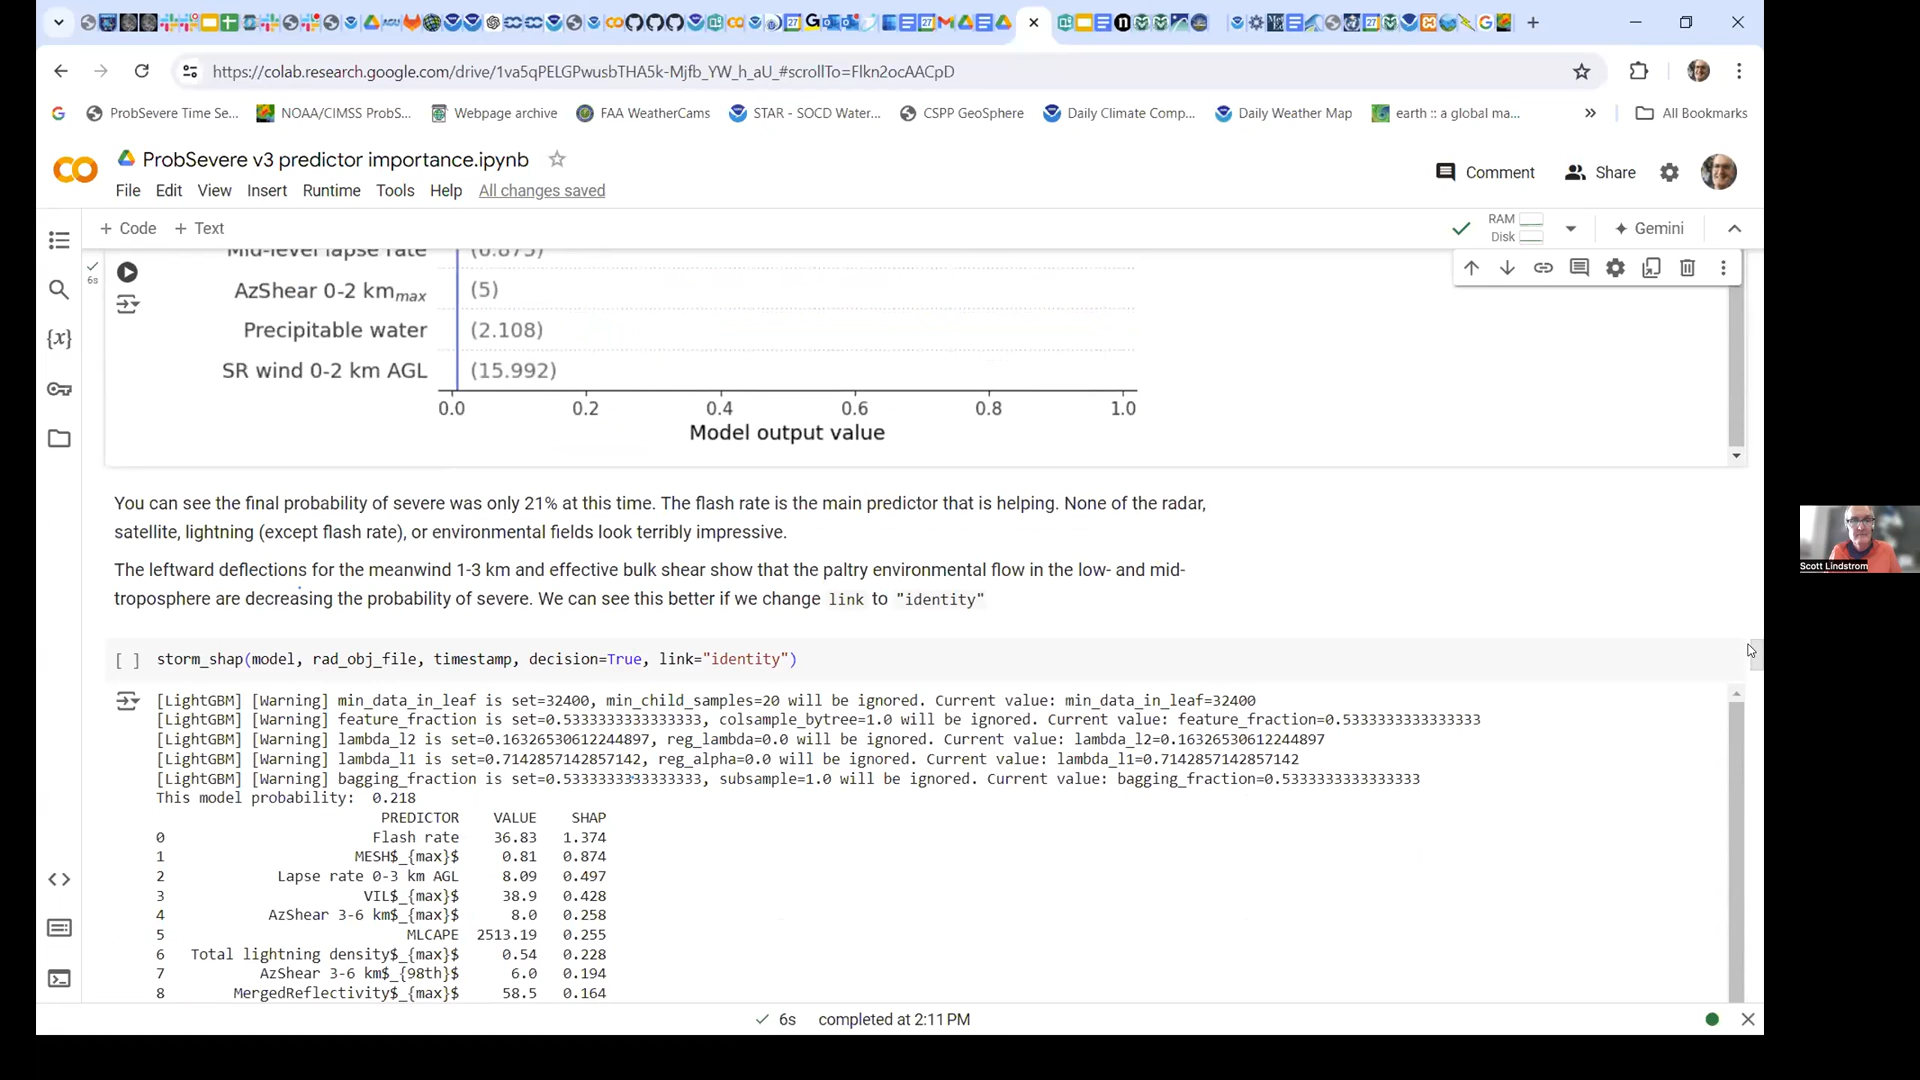 https://colab.research.google.com/drive/1va5qPELGPwusbTHA5k-Mjfb_YW_h_aU_#scrollTo=Flkn2ocAACpD
ProbSevere Time Se... NOAA/CIMSS ProbS... Webpage archive FAA WeatherCams STAR - SOCD Water... CSPP GeoSphere Daily Climate Comp... Daily Weather Map earth :: a global ma... » All Bookmarks
ProbSevere v3 predictor importance.ipynb
Comment Share
File Edit View Insert Runtime Tools Help All changes saved
+ Code + Text
RAM
Disk
Gemini
Mid-level lapse rate (6.875)
6s
AzShear 0-2 km_max (5)
Precipitable water (2.108)
SR wind 0-2 km AGL (15.992)
0.0 0.2 0.4 0.6 0.8 1.0
Model output value
You can see the final probability of severe was only 21% at this time. The flash rate is the main predictor that is helping. None of the radar,
satellite, lightning (except flash rate), or environmental fields look terribly impressive.
The leftward deflections for the meanwind 1-3 km and effective bulk shear show that the paltry environmental flow in the low- and mid-
troposphere are decreasing the probability of severe. We can see this better if we change link to "identity"
[ ] storm_shap(model, rad_obj_file, timestamp, decision=True, link="identity")
[LightGBM] [Warning] min_data_in_leaf is set=32400, min_child_samples=20 will be ignored. Current value: min_data_in_leaf=32400
[LightGBM] [Warning] feature_fraction is set=0.5333333333333333, colsample_bytree=1.0 will be ignored. Current value: feature_fraction=0.5333333333333333
[LightGBM] [Warning] lambda_l2 is set=0.16326530612244897, reg_lambda=0.0 will be ignored. Current value: lambda_l2=0.16326530612244897
[LightGBM] [Warning] lambda_l1 is set=0.7142857142857142, reg_alpha=0.0 will be ignored. Current value: lambda_l1=0.7142857142857142
[LightGBM] [Warning] bagging_fraction is set=0.5333333333333333, subsample=1.0 will be ignored. Current value: bagging_fraction=0.5333333333333333
This model probability: 0.218
PREDICTOR VALUE SHAP
0 Flash rate 36.83 1.374
1 MESH$_{max}$ 0.81 0.874
2 Lapse rate 0-3 km AGL 8.09 0.497
3 VIL$_{max}$ 38.9 0.428
4 AzShear 3-6 km$_{max}$ 8.0 0.258
5 MLCAPE 2513.19 0.255
6 Total lightning density$_{max}$ 0.54 0.228
7 AzShear 3-6 km$_{98th}$ 6.0 0.194
8 MergedReflectivity$_{max}$ 58.5 0.164
6s completed at 2:11 PM
Scott Lindstrom